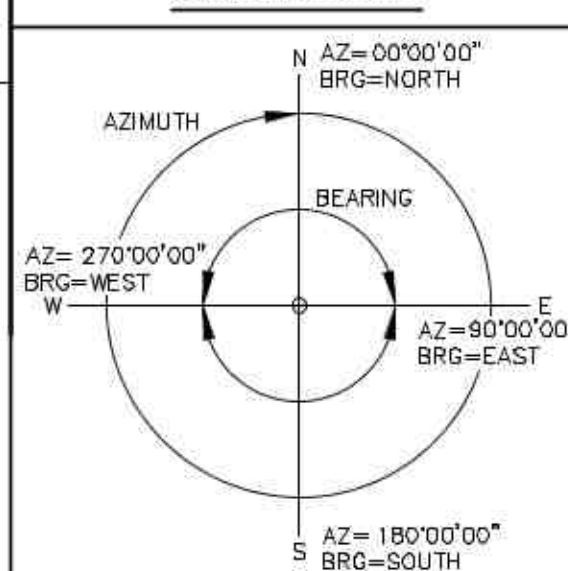 N
AZ=00°00'00"
BRG=NORTH
AZIMUTH
BEARING
AZ= 270°00'00"
BRG=WEST
W
E
AZ=90°00'00
BRG=EAST
S
AZ= 180°00'00"
BRG=SOUTH